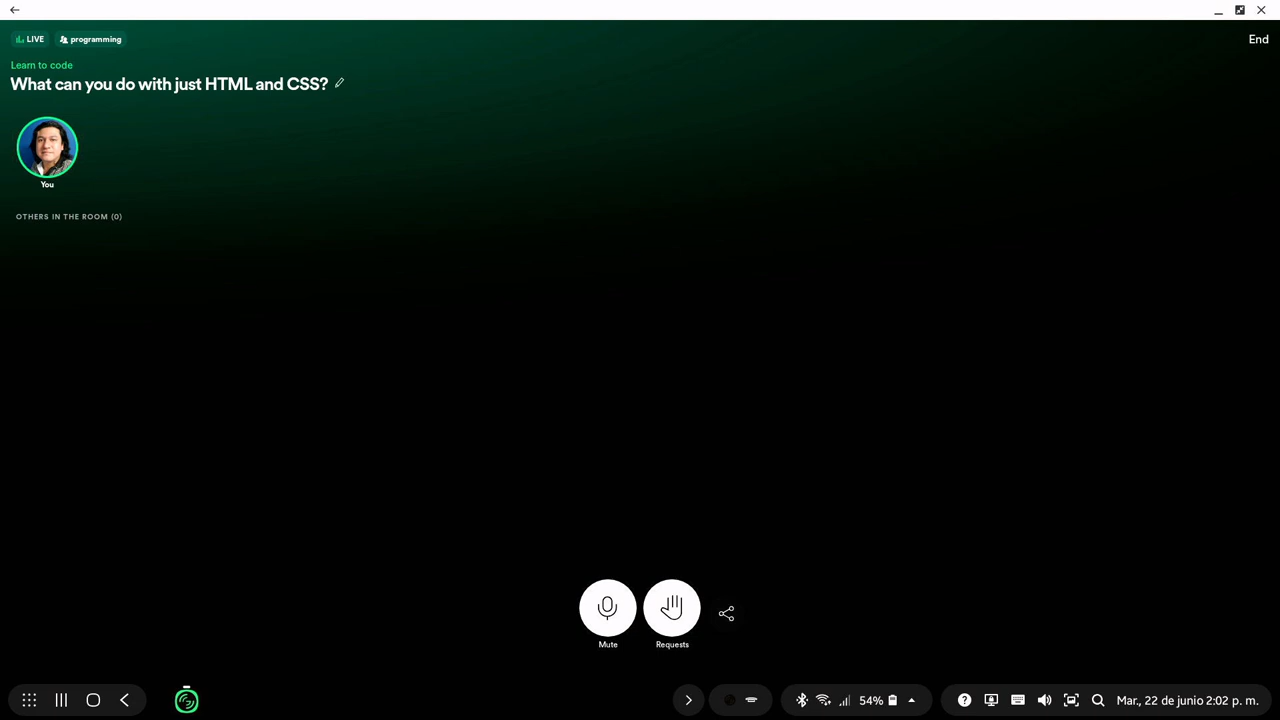 LIVE
programming
End
Learn to code
What can you do with just HTML and CSS?
You
OTHERS IN THE ROOM (0)
Mute
Requests
54%
Mar., 22 de junio 2:02 p. m.